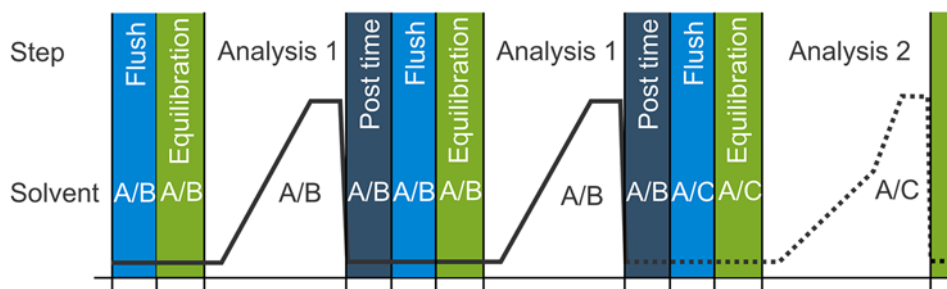 Step Flush Equilibration Analysis 1 Post time Flush Equilibration Analysis 1 Post time Flush Equilibration Analysis 2
Solvent A/B A/B A/B A/B A/B A/B A/B A/B A/C A/C A/C